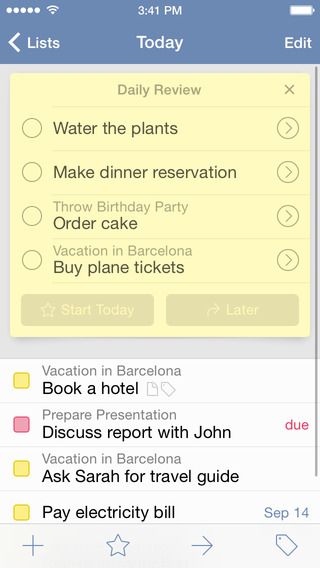 3:41 PM
Lists Today Edit
Daily Review
Water the plants
Make dinner reservation
Throw Birthday Party
Order cake
Vacation in Barcelona
Buy plane tickets
Start Today Later
Vacation in Barcelona
Book a hotel
Prepare Presentation
Discuss report with John due
Vacation in Barcelona
Ask Sarah for travel guide
Pay electricity bill Sep 14